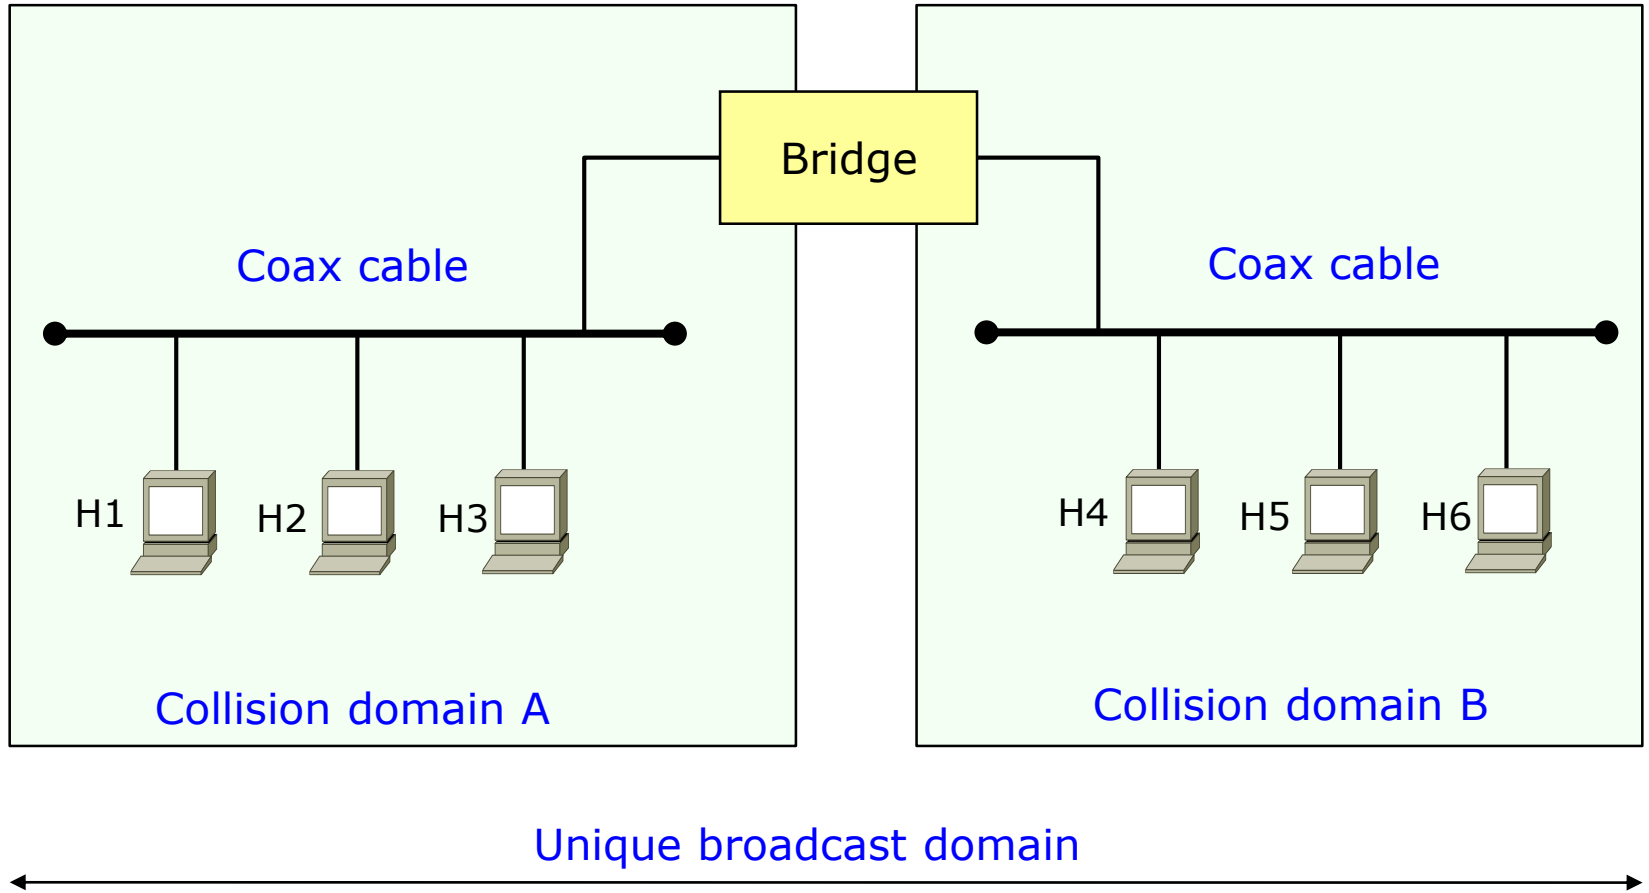 Bridge
Coax cable
Coax cable
H1
H2
H3
H4
H5
H6
Collision domain A
Collision domain B
Unique broadcast domain